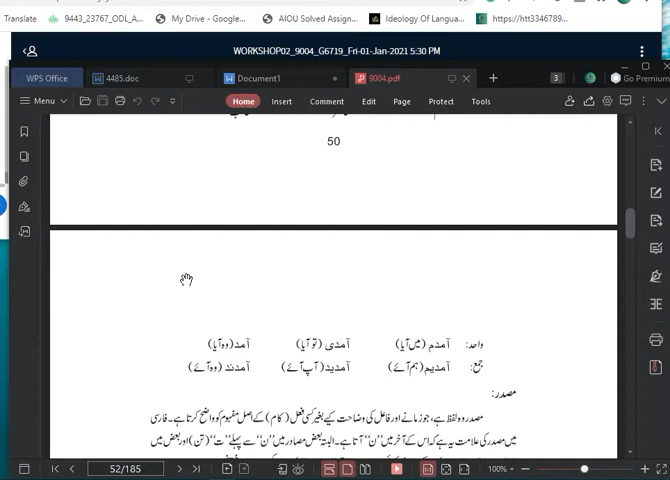 Translate 9443_23767_ODL_A... My Drive - Google... AIOU Solved Assign... Ideology Of Langua... https://htt3346789...
WORKSHOP02_9004_G6719_Fri-01-Jan-2021 5:30 PM
WPS Office 4485.doc Document1 9004.pdf 3 Go Premium
Menu Home Insert Comment Edit Page Protect Tools
50
واحد: آمدم (میں آیا) آمدی (تو آیا) آمد (وہ آیا)
جمع: آمدیم (ہم آئے) آمدید (آپ آئے) آمدند (وہ آئے)
مصدر:
مصدر وہ لفظ ہے، جو زمانے اور فاعل کی وضاحت کیے بغیر کسی فعل (کام) کے اصل مفہوم کو واضح کرتا ہے۔ فارسی
میں مصدر کی علامت یہ ہے کہ اس کے آخر میں "ن" آتا ہے۔ البتہ بعض مصادر میں "ن" سے پہلے "ت" (تن) اور بعض میں
52/185 100%